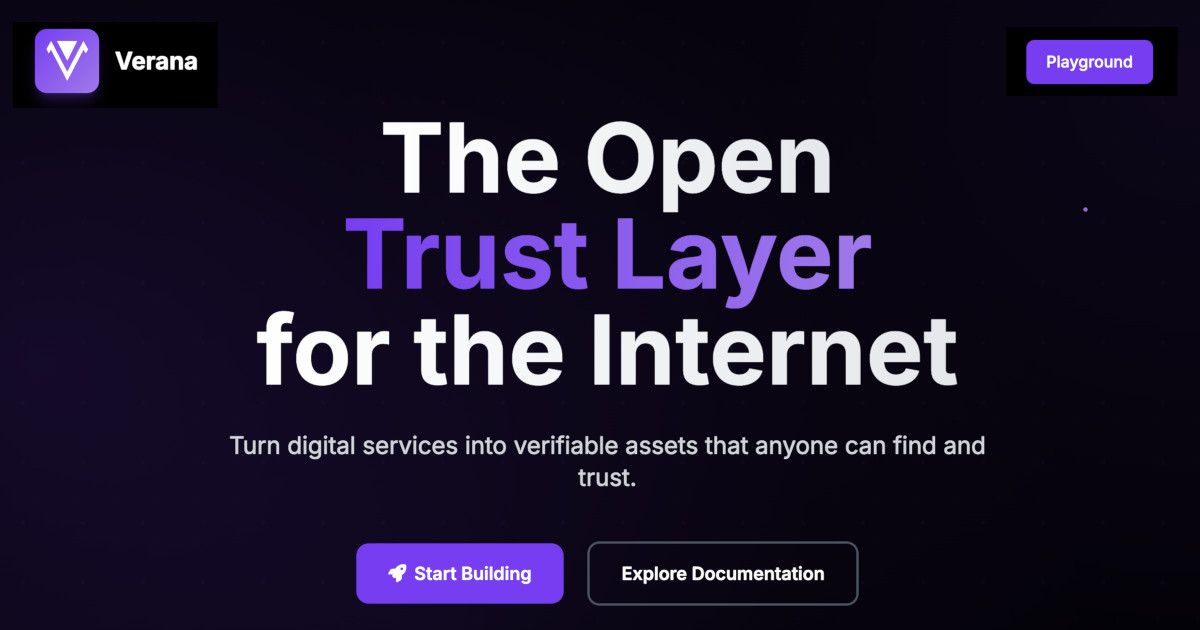 Verana
Playground
The Open
Trust Layer
for the Internet
Turn digital services into verifiable assets that anyone can find and
trust.
Start Building
Explore Documentation